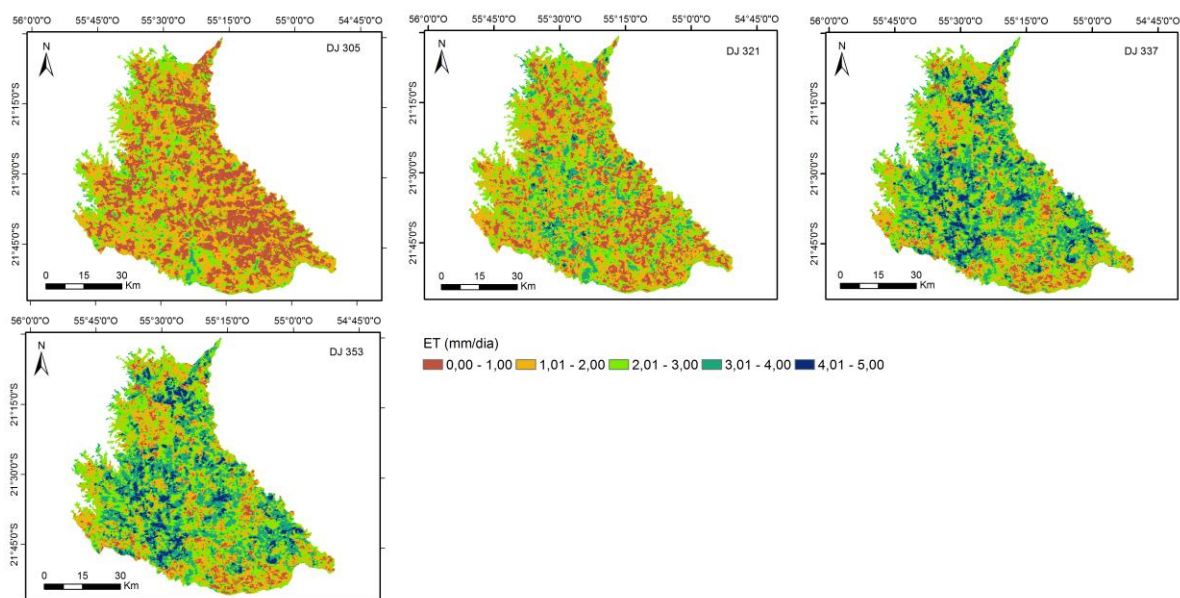 56°0'0"O 55°45'0"O 55°30'0"O 55°15'0"O 55°0'0"O 54°45'0"O
N
DJ 305
21°15'0"S
21°30'0"S
21°45'0"S
0 15 30
Km
56°0'0"O 55°45'0"O 55°30'0"O 55°15'0"O 55°0'0"O 54°45'0"O
N
DJ 321
21°15'0"S
21°30'0"S
21°45'0"S
0 15 30
Km
56°0'0"O 55°45'0"O 55°30'0"O 55°15'0"O 55°0'0"O 54°45'0"O
N
DJ 337
21°15'0"S
21°30'0"S
21°45'0"S
0 15 30
Km
56°0'0"O 55°45'0"O 55°30'0"O 55°15'0"O 55°0'0"O 54°45'0"O
N
DJ 353
21°15'0"S
21°30'0"S
21°45'0"S
0 15 30
Km
ET (mm/dia)
0,00 - 1,00 1,01 - 2,00 2,01 - 3,00 3,01 - 4,00 4,01 - 5,00